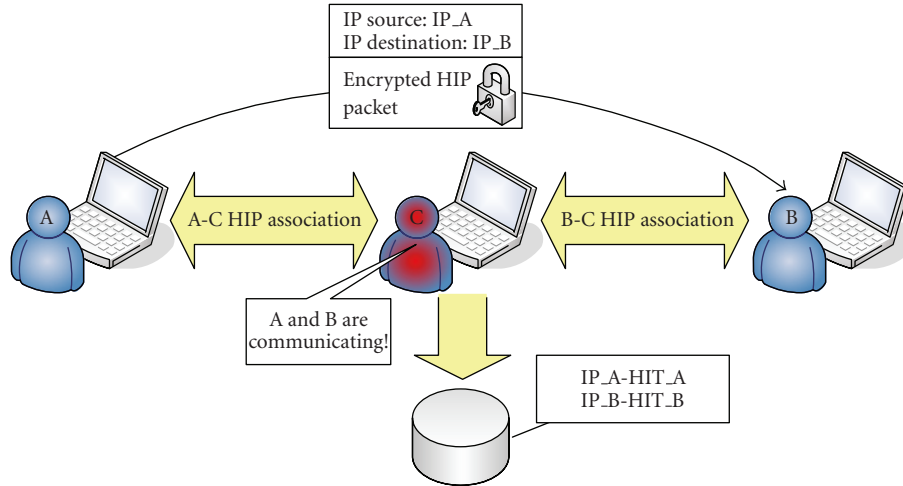 IP source: IP_A
IP destination: IP_B
Encrypted HIP
packet
A
A-C HIP association
C
B-C HIP association
B
A and B are
communicating!
IP_A-HIT_A
IP_B-HIT_B